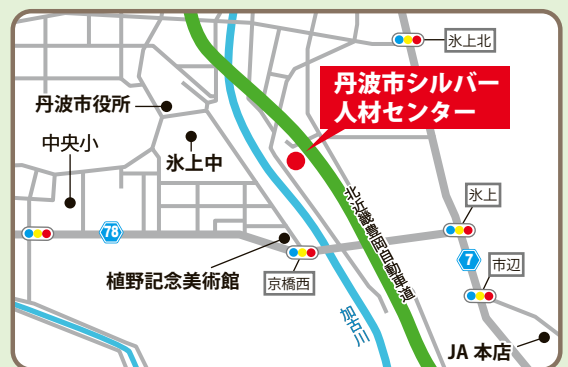 氷上北
丹波市シルバー
人材センター
丹波市役所
中央小
氷上中
北近畿豊岡自動車道
氷上
78
7
市辺
植野記念美術館
京橋西
加古川
JA 本店